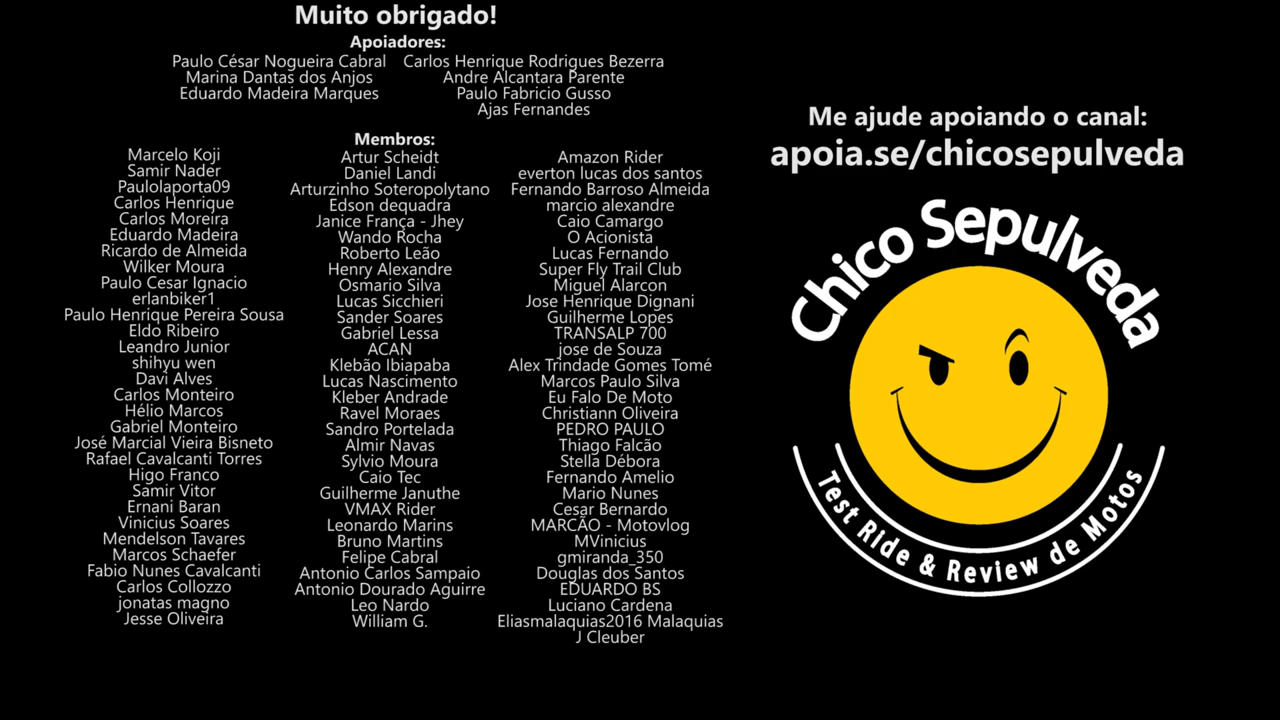 Muito obrigado!
Apoiadores:
Paulo César Nogueira Cabral
Marina Dantas dos Anjos
Eduardo Madeira Marques
Carlos Henrique Rodrigues Bezerra
Andre Alcantara Parente
Paulo Fabricio Gusso
Ajas Fernandes
Membros:
Marcelo Koji
Samir Nader
Paulolaporta09
Carlos Henrique
Carlos Moreira
Eduardo Madeira
Ricardo de Almeida
Wilker Moura
Paulo Cesar Ignacio
erlanbiker1
Paulo Henrique Pereira Sousa
Eldo Ribeiro
Leandro Junior
shihyu wen
Davi Alves
Carlos Monteiro
Hélio Marcos
Gabriel Monteiro
José Marcial Vieira Bisneto
Rafael Cavalcanti Torres
Higo Franco
Samir Vitor
Ernani Baran
Vinicius Soares
Mendelson Tavares
Marcos Schaefer
Fabio Nunes Cavalcanti
Carlos Collozzo
jonatas magno
Jesse Oliveira
Artur Scheidt
Daniel Landi
Arturzinho Soteropolytano
Edson dequadra
Janice França - Jhey
Wando Rocha
Roberto Leão
Henry Alexandre
Osmario Silva
Lucas Sicchieri
Sander Soares
Gabriel Lessa
ACAN
Klebão Ibiapaba
Lucas Nascimento
Kleber Andrade
Ravel Moraes
Sandro Portelada
Almir Navas
Sylvio Moura
Caio Tec
Guilherme Januthe
VMAX Rider
Leonardo Marins
Bruno Martins
Felipe Cabral
Antonio Carlos Sampaio
Antonio Dourado Aguirre
Leo Nardo
William G.
Amazon Rider
everton lucas dos santos
Fernando Barroso Almeida
marcio alexandre
Caio Camargo
O Acionista
Lucas Fernando
Super Fly Trail Club
Miguel Alarcon
Jose Henrique Dignani
Guilherme Lopes
TRANSALP 700
jose de Souza
Alex Trindade Gomes Tomé
Marcos Paulo Silva
Eu Falo De Moto
Christiann Oliveira
PEDRO PAULO
Thiago Falcão
Stella Débora
Fernando Amelio
Mario Nunes
Cesar Bernardo
MARCÃO - Motovlog
MVinicius
gmiranda_350
Douglas dos Santos
EDUARDO BS
Luciano Cardena
Eliasmalaquias2016 Malaquias
J Cleuber
Me ajude apoiando o canal:
apoia.se/chicosepulveda
Chico Sepulveda
Test Ride & Review de Motos